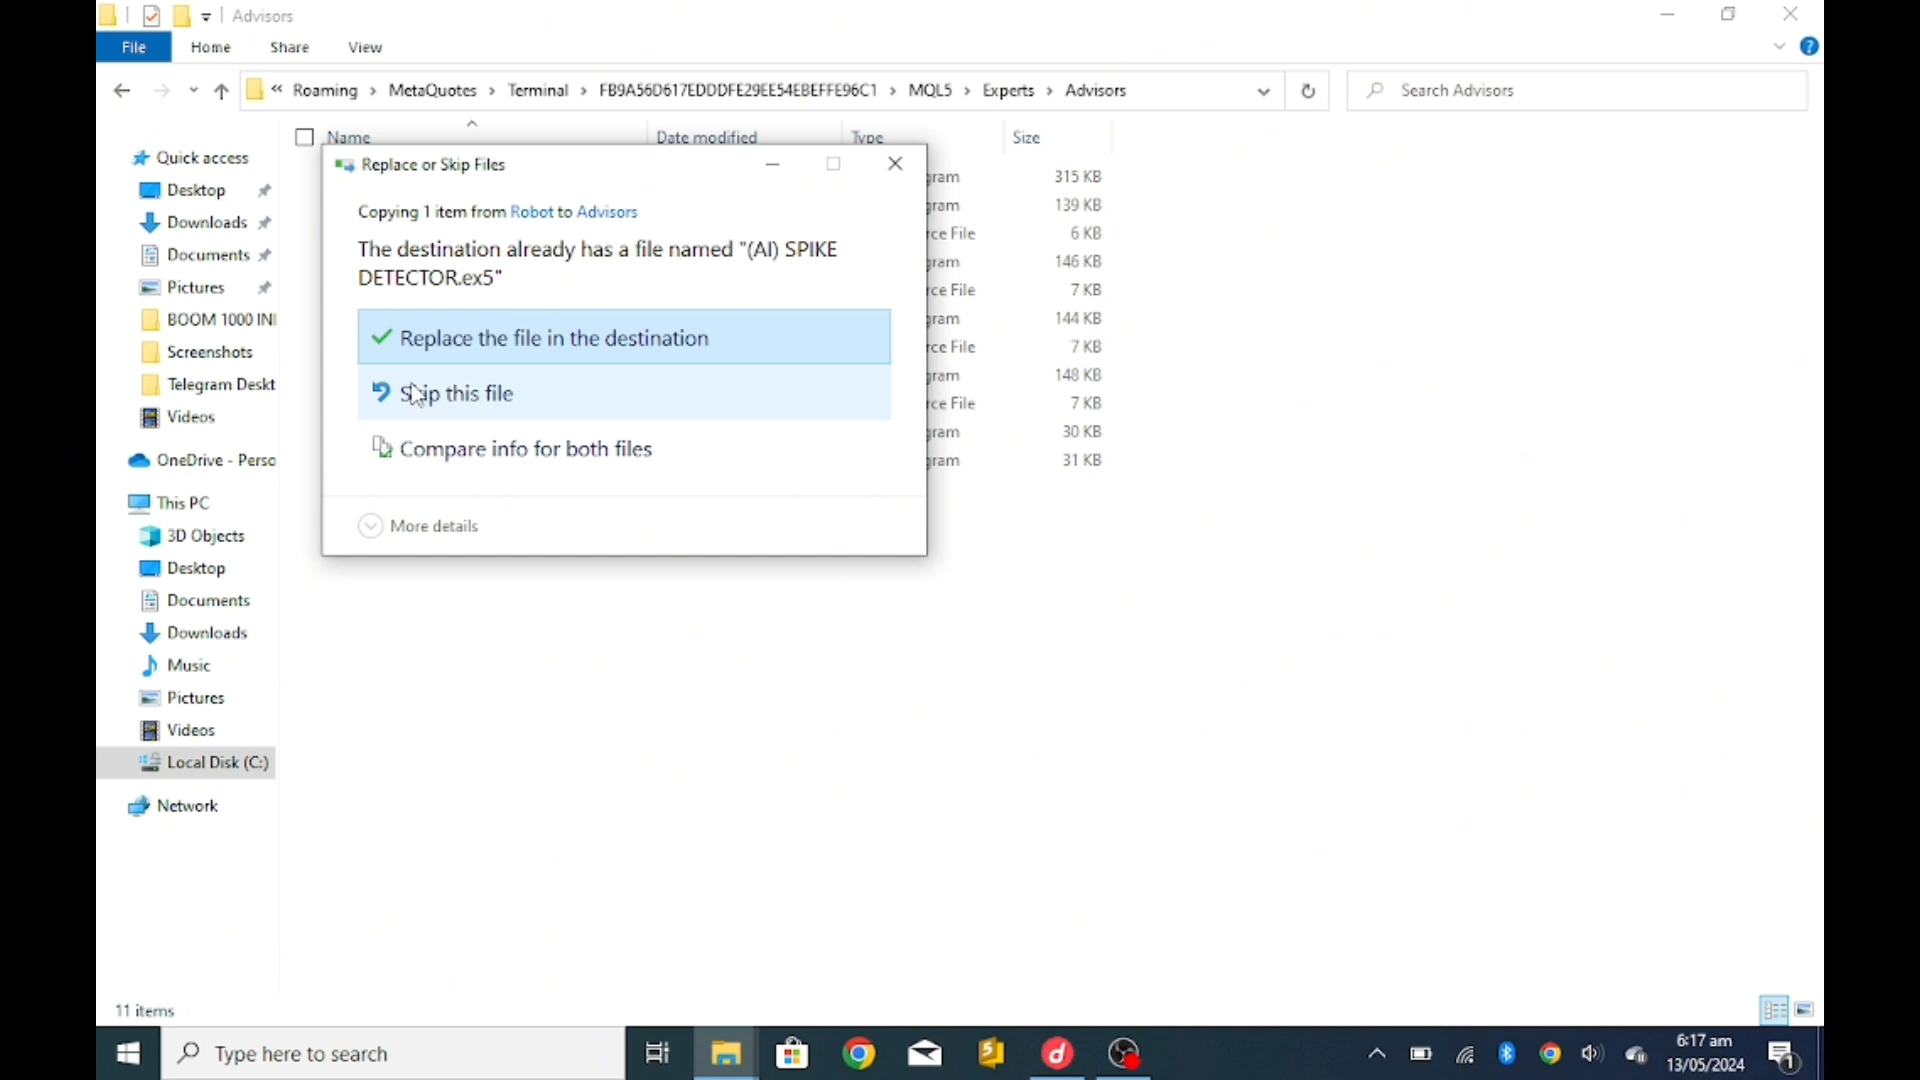 Advisors
File Home Share View
« Roaming › MetaQuotes › Terminal › FB9A56D617EDDDFE29EE54EBEFFE96C1 › MQL5 › Experts › Advisors
Search Advisors
Name Date modified Type Size
Quick access
Desktop
Downloads
Documents
Pictures
BOOM 1000 INI
Screenshots
Telegram Deskt
Videos
OneDrive - Perso
This PC
3D Objects
Desktop
Documents
Downloads
Music
Pictures
Videos
Local Disk (C:)
Network
Replace or Skip Files
Copying 1 item from Robot to Advisors
The destination already has a file named "(AI) SPIKE
DETECTOR.ex5"
Replace the file in the destination
Skip this file
Compare info for both files
More details
gram 315 KB
gram 139 KB
rce File 6 KB
gram 146 KB
rce File 7 KB
gram 144 KB
rce File 7 KB
gram 148 KB
rce File 7 KB
gram 30 KB
gram 31 KB
11 items
Type here to search
6:17 am
13/05/2024
1